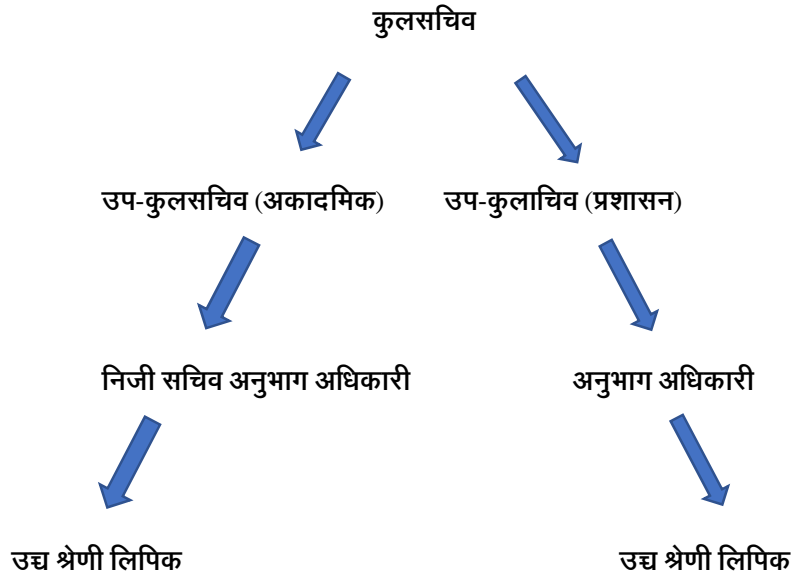 कुलसचिव
उप-कुलसचिव (अकादमिक) उप-कुलाचिव (प्रशासन)
निजी सचिव अनुभाग अधिकारी अनुभाग अधिकारी
उच्च श्रेणी लिपिक उच्च श्रेणी लिपिक